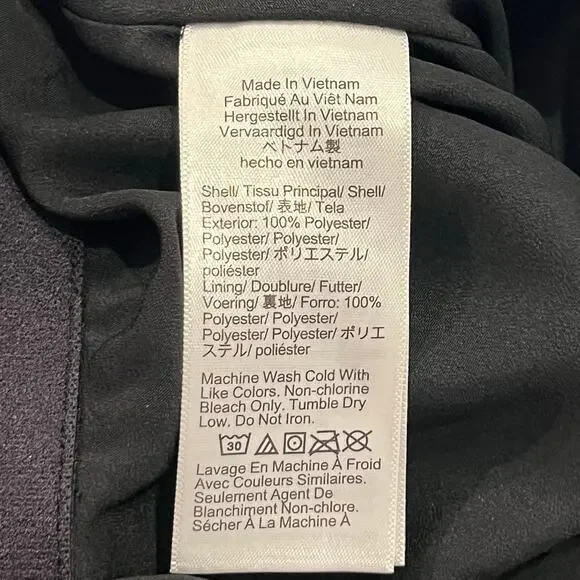 Made In Vietnam
Fabriqué Au Viêt Nam
Hergestellt In Vietnam
Vervaardigd In Vietnam
ベトナム製
hecho en vietnam
Shell/ Tissu Principal/ Shell/
Bovenstof/ 表地/ Tela
Exterior: 100% Polyester/
Polyester/ Polyester/
Polyester/ ポリエステル/
poliéster
Lining/ Doublure/ Futter/
Voering/ 裏地/ Forro: 100%
Polyester/ Polyester/
Polyester/ Polyester/ ポリエ
ステル/ poliéster
Machine Wash Cold With
Like Colors. Non-chlorine
Bleach Only. Tumble Dry
Low. Do Not Iron.
30
Lavage En Machine À Froid
Avec Couleurs Similaires.
Seulement Agent De
Blanchiment Non-chlore.
Sécher À La Machine À